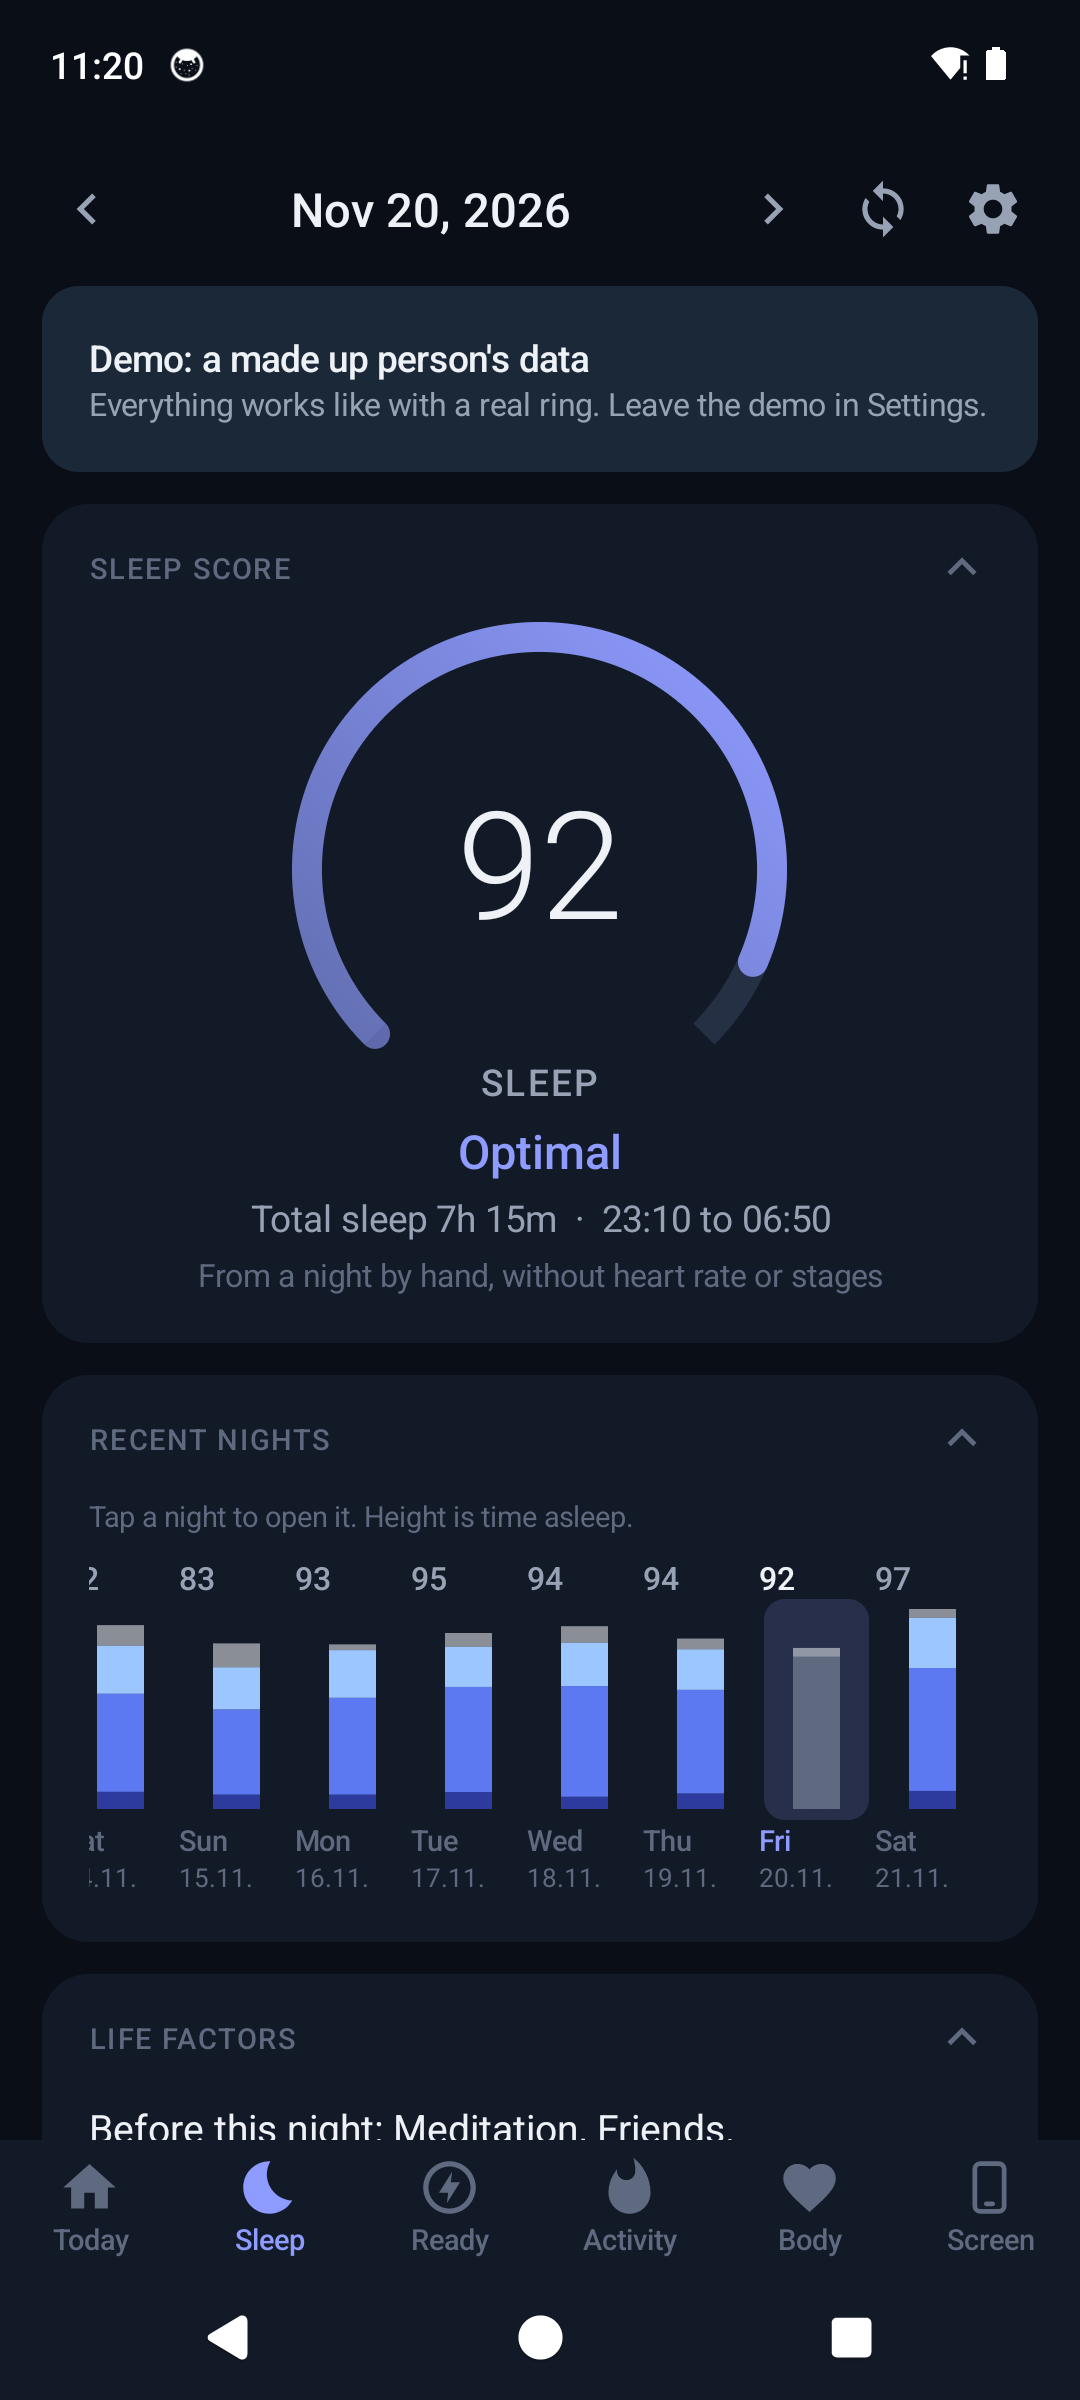 11:20
Nov 20, 2026
Demo: a made up person's data
Everything works like with a real ring. Leave the demo in Settings.
SLEEP SCORE
92
SLEEP
Optimal
Total sleep 7h 15m · 23:10 to 06:50
From a night by hand, without heart rate or stages
RECENT NIGHTS
Tap a night to open it. Height is time asleep.
2 83 93 95 94 94 92 97
at Sun Mon Tue Wed Thu Fri Sat
.11. 15.11. 16.11. 17.11. 18.11. 19.11. 20.11. 21.11.
LIFE FACTORS
Before this night: Meditation, Friends,
Today Sleep Ready Activity Body Screen